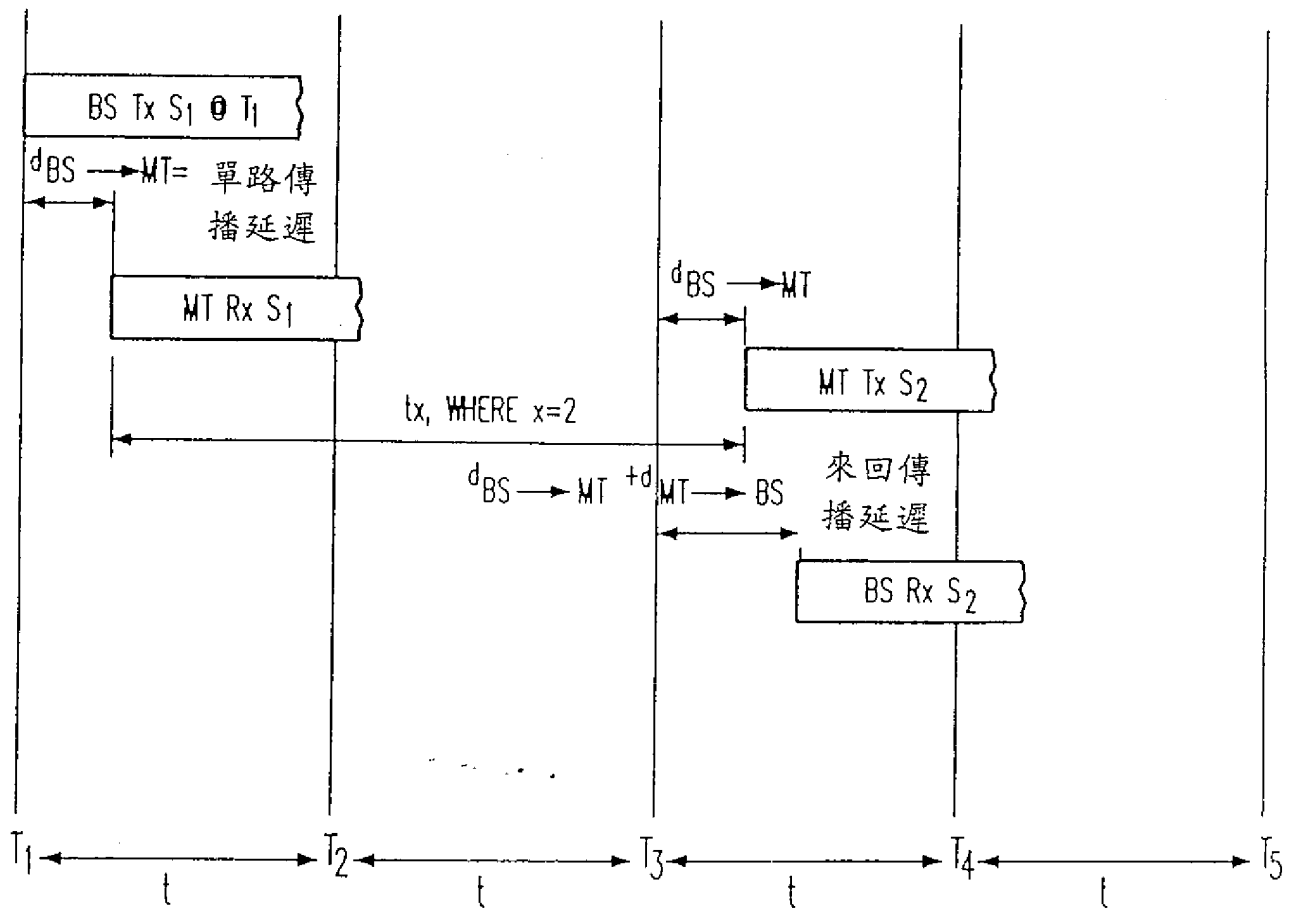 BS Tx S1 @ T1
dBS → MT= 單路傳
播延遲
MT Rx S1
dBS → MT
MT Tx S2
tx, WHERE x=2
dBS → MT +dMT → BS
來回傳
播延遲
BS Rx S2
T1 T2 T3 T4 T5
t t t t